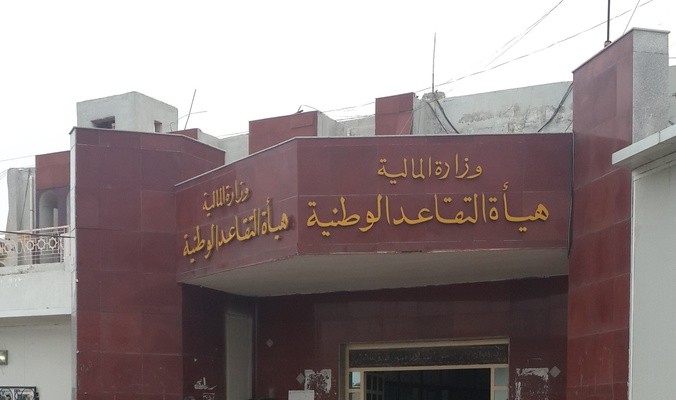 وزارة المالية
هيأة التقاعد الوطنية
وزارة المالية
هيأة التقاعد الوطنية